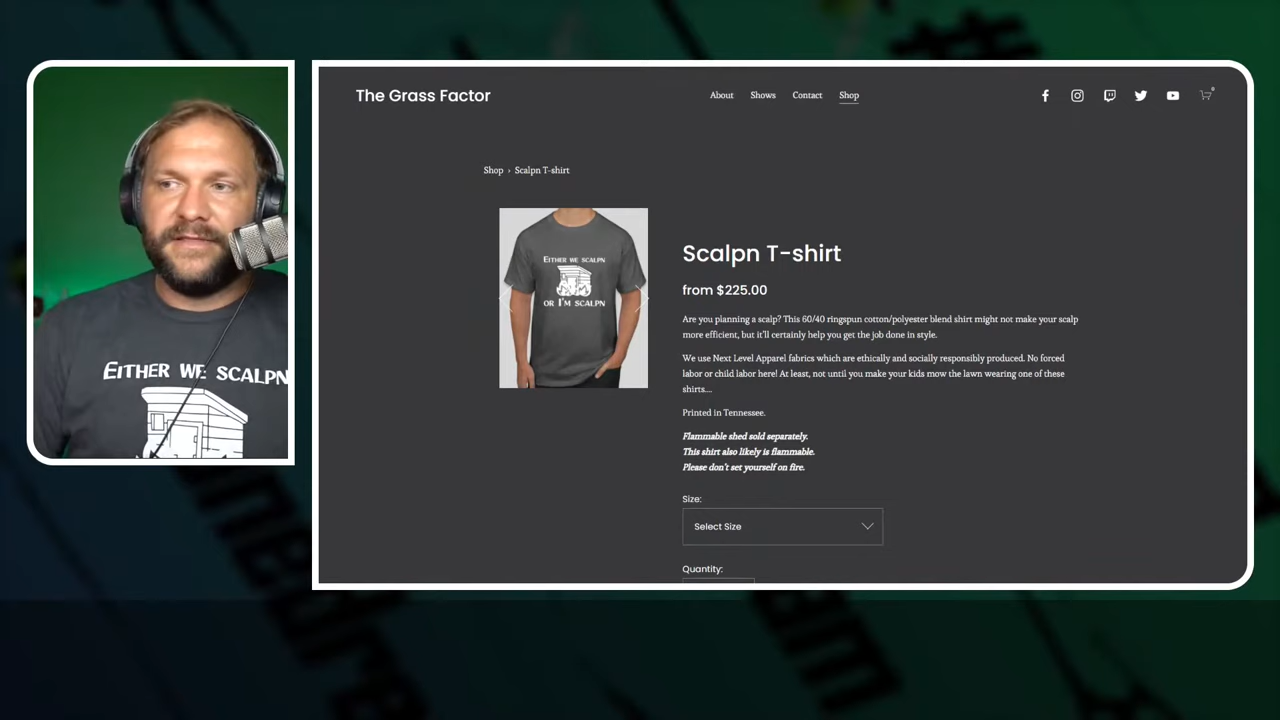 The Grass Factor
About Shows Contact Shop
0
Shop › Scalpn T-shirt
EITHER WE SCALPN
OR I'M SCALPN
Scalpn T-shirt
from $225.00
Are you planning a scalp? This 60/40 ringspun cotton/polyester blend shirt might not make your scalp
more efficient, but it'll certainly help you get the job done in style.
We use Next Level Apparel fabrics which are ethically and socially responsibly produced. No forced
labor or child labor here! At least, not until you make your kids mow the lawn wearing one of these
shirts...
Printed in Tennessee.
Flammable shed sold separately.
This shirt also likely is flammable.
Please don't set yourself on fire.
Size:
Select Size
Quantity:
EITHER WE SCALPN